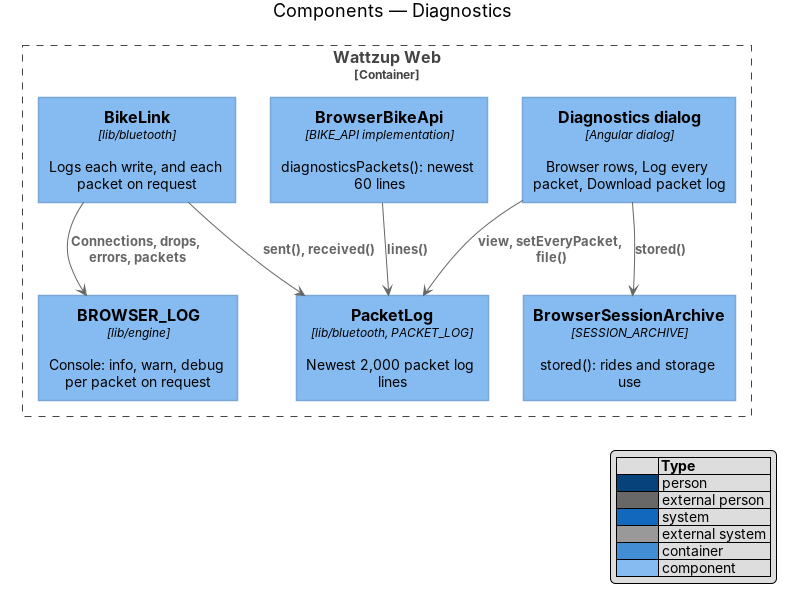 Components — Diagnostics
Wattzup Web
[Container]
BikeLink
[lib/bluetooth]
Logs each write, and each
packet on request
BrowserBikeApi
[BIKE_API implementation]
diagnosticsPackets(): newest
60 lines
Diagnostics dialog
[Angular dialog]
Browser rows, Log every
packet, Download packet log
Connections, drops,
errors, packets
sent(), received()
lines()
view, setEveryPacket,
file()
stored()
BROWSER_LOG
[lib/engine]
Console: info, warn, debug
per packet on request
PacketLog
[lib/bluetooth, PACKET_LOG]
Newest 2,000 packet log
lines
BrowserSessionArchive
[SESSION_ARCHIVE]
stored(): rides and storage
use
Type
person
external person
system
external system
container
component